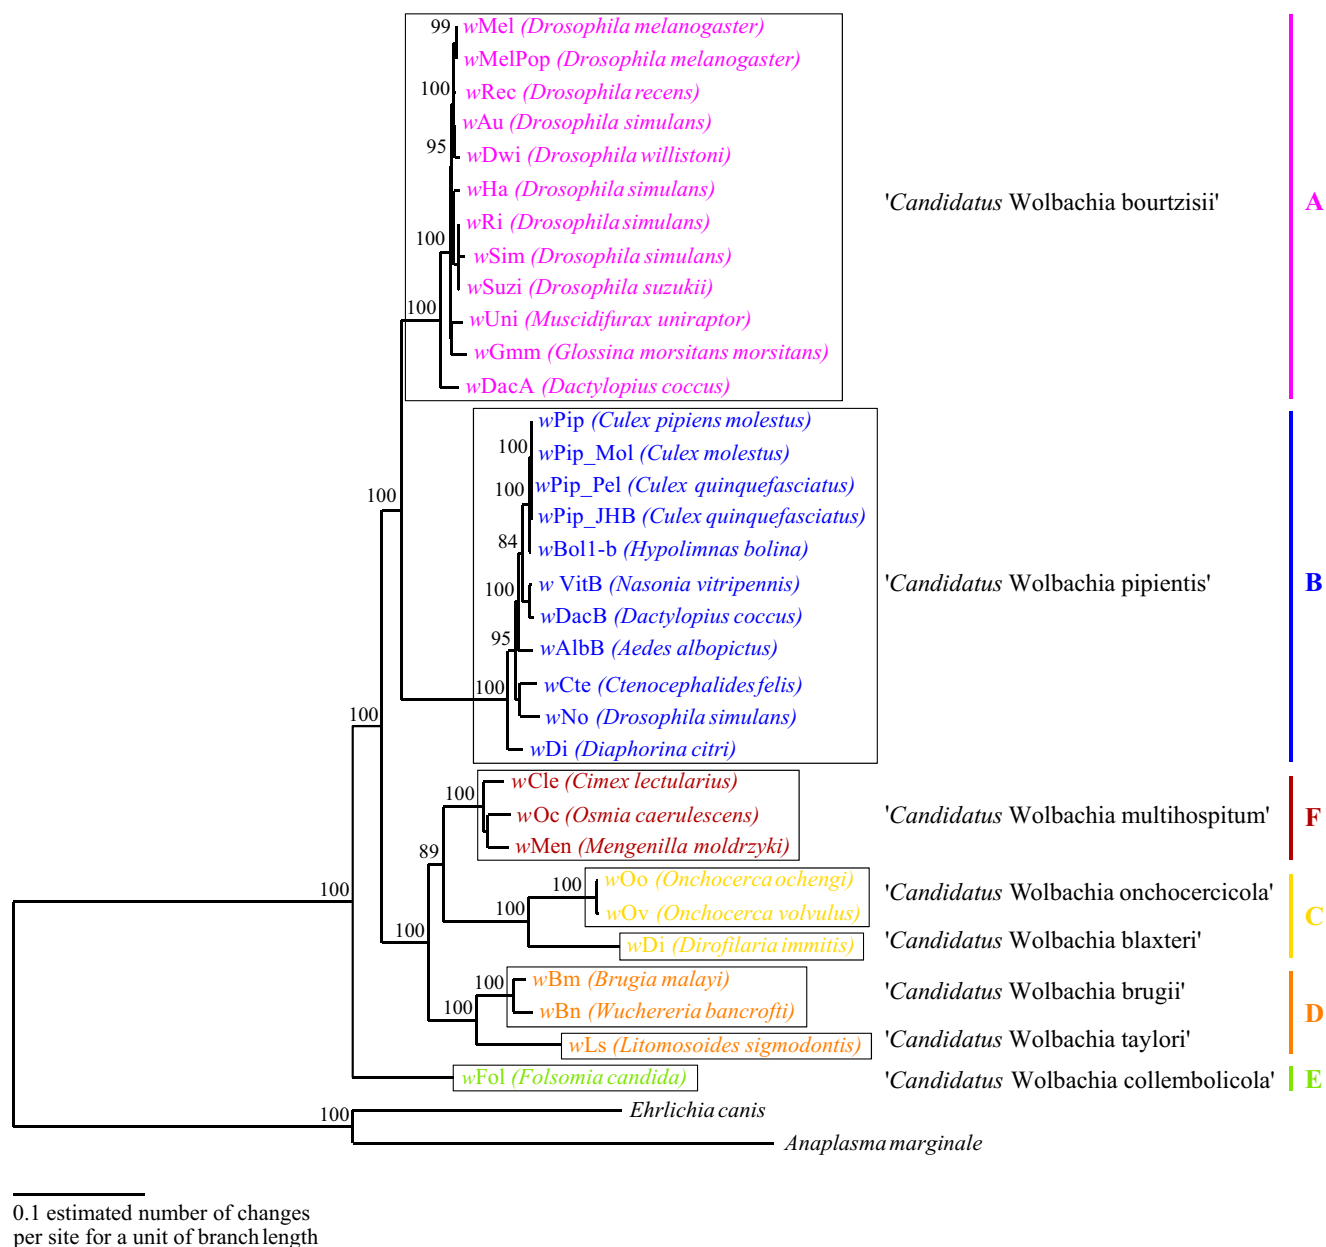 99
wMel (Drosophila melanogaster)
wMelPop (Drosophila melanogaster)
100
wRec (Drosophila recens)
wAu (Drosophila simulans)
95
wDwi (Drosophila willistoni)
wHa (Drosophila simulans)
'Candidatus Wolbachia bourtzisii'
A
wRi (Drosophila simulans)
100
wSim (Drosophila simulans)
wSuzi (Drosophila suzukii)
100
wUni (Muscidifurax uniraptor)
wGmm (Glossina morsitans morsitans)
wDacA (Dactylopius coccus)
wPip (Culex pipiens molestus)
100
wPip_Mol (Culex molestus)
wPip_Pel (Culex quinquefasciatus)
100
100
wPip_JHB (Culex quinquefasciatus)
84
wBol1-b (Hypolimnas bolina)
w VitB (Nasonia vitripennis)
'Candidatus Wolbachia pipientis'
B
100
wDacB (Dactylopius coccus)
95
wAlbB (Aedes albopictus)
wCte (Ctenocephalides felis)
100
100
wNo (Drosophila simulans)
wDi (Diaphorina citri)
wCle (Cimex lectularius)
100
wOc (Osmia caerulescens)
'Candidatus Wolbachia multihospitum'
F
wMen (Mengenilla moldrzyki)
89
wOo (Onchocerca ochengi)
100
100
'Candidatus Wolbachia onchocercicola'
wOv (Onchocerca volvulus)
C
100
100
wDi (Dirofilaria immitis)
'Candidatus Wolbachia blaxteri'
wBm (Brugia malayi)
100
'Candidatus Wolbachia brugii'
wBn (Wuchereria bancrofti)
D
100
wLs (Litomosoides sigmodontis)
'Candidatus Wolbachia taylori'
wFol (Folsomia candida)
'Candidatus Wolbachia collembolicola'
E
100
Ehrlichia canis
Anaplasma marginale
0.1 estimated number of changes
per site for a unit of branch length